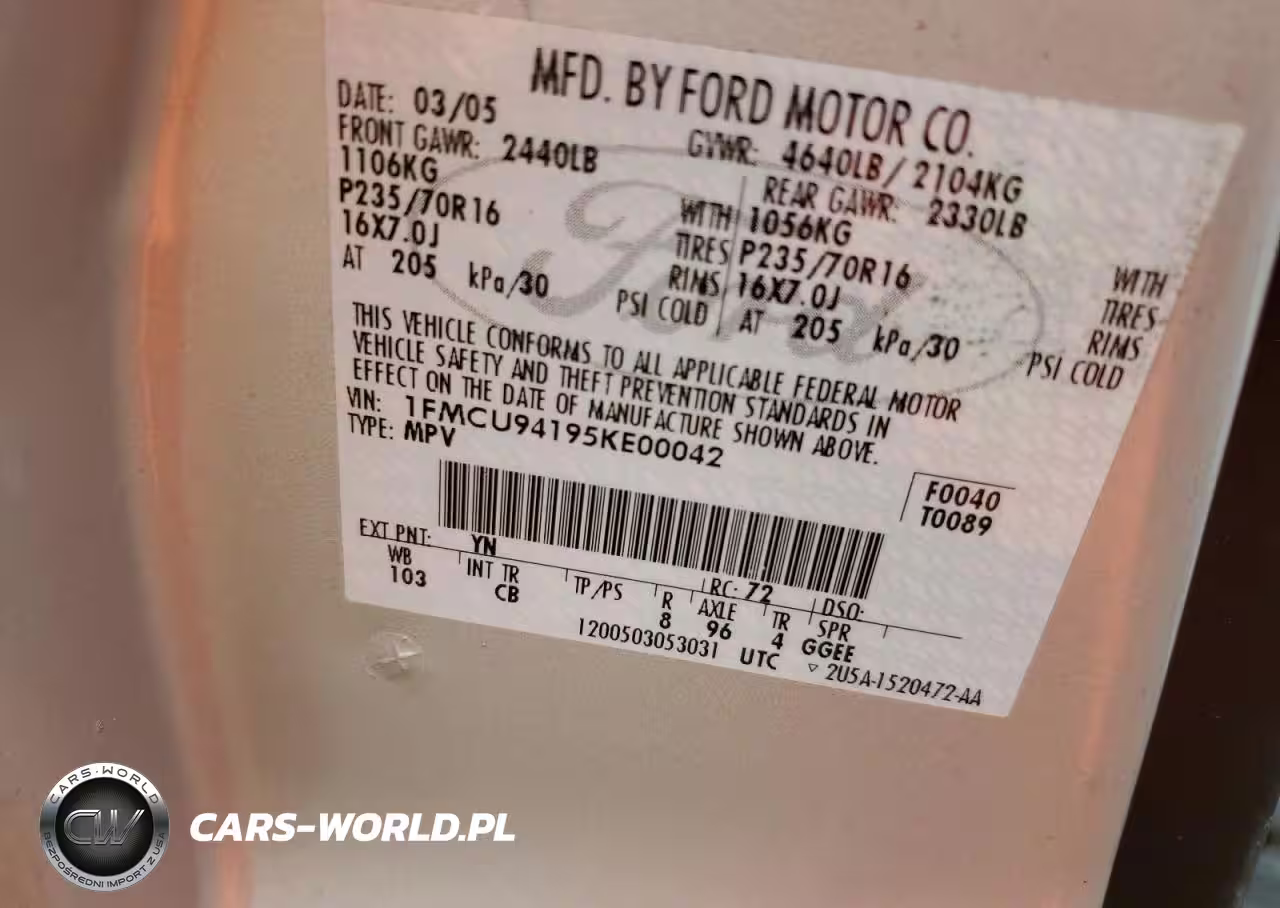 MFD. BY FORD MOTOR CO.
DATE: 03/05 GVWR: 4640LB / 2104KG
FRONT GAWR: 2440LB REAR GAWR: 2330LB
1106KG WITH 1056KG WITH
P235/70R16 TIRES P235/70R16 TIRES
16X7.0J RIMS 16X7.0J RIMS
AT 205 kPa/30 PSI COLD AT 205 kPa/30 PSI COLD
Ford
THIS VEHICLE CONFORMS TO ALL APPLICABLE FEDERAL MOTOR
VEHICLE SAFETY AND THEFT PREVENTION STANDARDS IN
EFFECT ON THE DATE OF MANUFACTURE SHOWN ABOVE.
VIN: 1FMCU94195KE00042
TYPE: MPV
F0040
T0089
EXT PNT: YN RC: 72 DSO:
WB INT TR TP/PS R AXLE TR SPR
103 CB 8 96 4 GGEE
1200503053031 UTC ▽ 2U5A-1520472-AA
CARS-WORLD
CW
BEZPOŚREDNI IMPORT Z USA
CARS-WORLD.PL